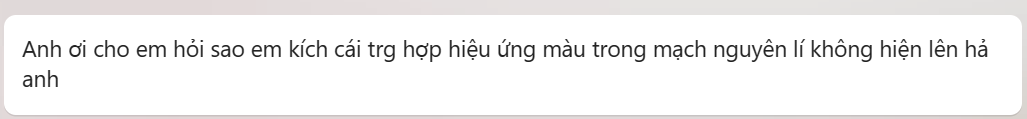 Anh ơi cho em hỏi sao em kích cái trg hợp hiệu ứng màu trong mạch nguyên lí không hiện lên hả
anh